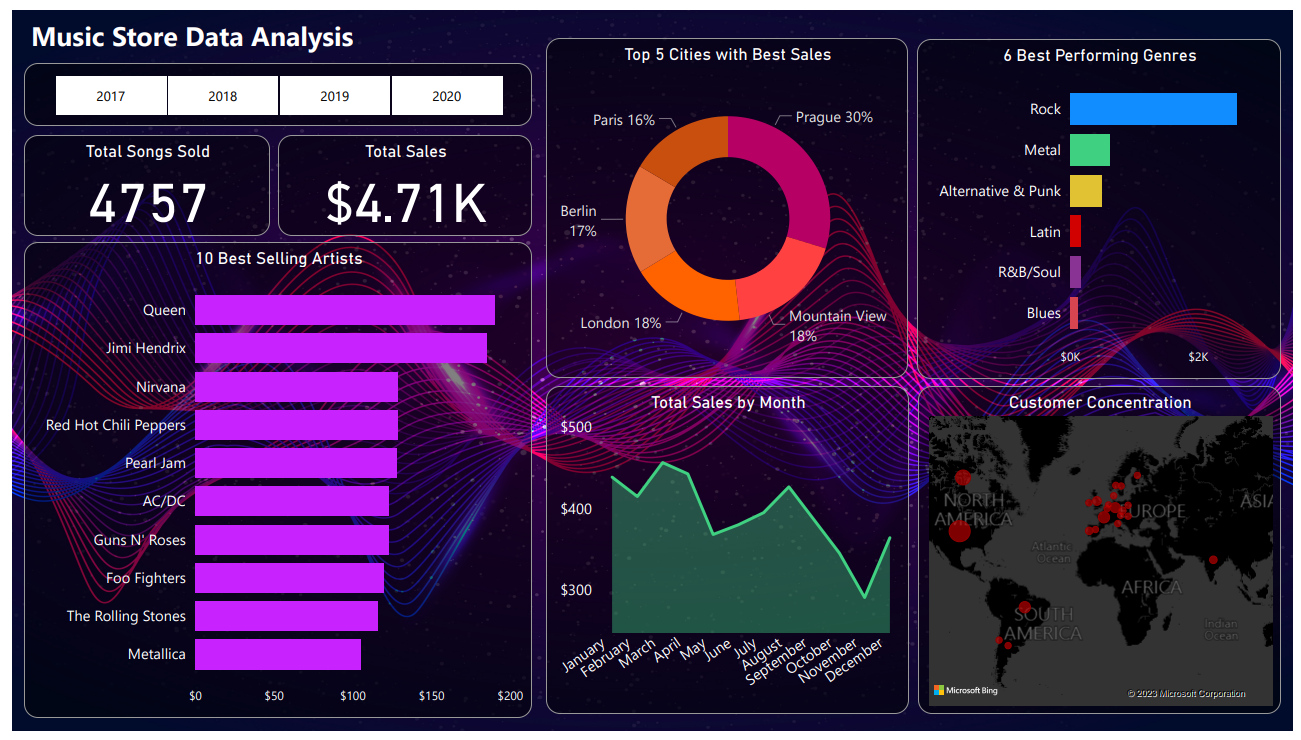 Music Store Data Analysis
2017
2018
2019
2020
Total Songs Sold
4757
Total Sales
$4.71K
10 Best Selling Artists
Queen
Jimi Hendrix
Nirvana
Red Hot Chili Peppers
Pearl Jam
AC/DC
Guns N' Roses
Foo Fighters
The Rolling Stones
Metallica
$0
$50
$100
$150
$200
Top 5 Cities with Best Sales
Paris 16%
Prague 30%
Berlin
17%
London 18%
Mountain View
18%
Total Sales by Month
$500
$400
$300
January
February
March
April
May
June
July
August
September
October
November
December
6 Best Performing Genres
Rock
Metal
Alternative & Punk
Latin
R&B/Soul
Blues
$0K
$2K
Customer Concentration
NORTH
AMERICA
EUROPE
ASIA
Atlantic
Ocean
AFRICA
SOUTH
AMERICA
Indian
Ocean
Microsoft Bing
© 2023 Microsoft Corporation